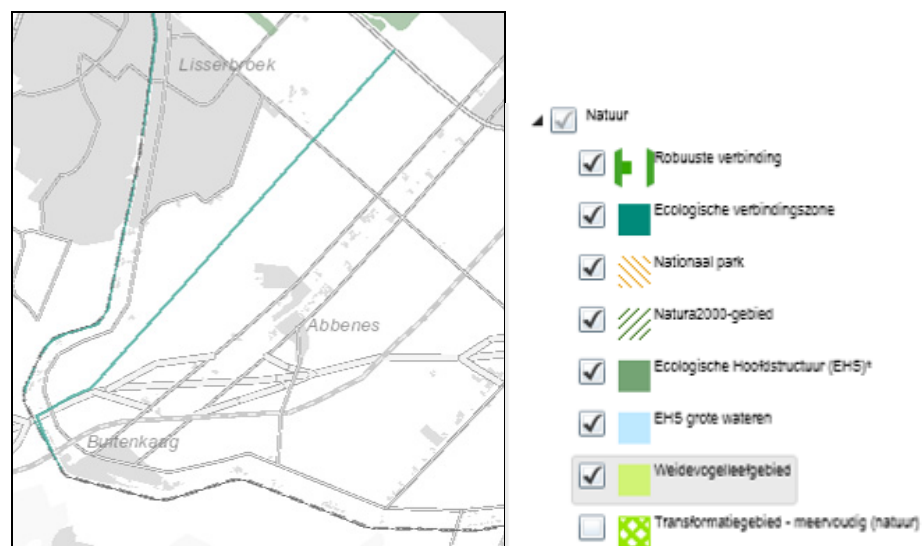 Lisserbroek
Abbenes
Buitenkaag
Natuur
Robuuste verbinding
Ecologische verbindingszone
Nationaal park
Natura2000-gebied
Ecologische Hoofdstructuur (EHS)*
EHS grote wateren
Weidevogelleefgebied
Transformatiegebied - meervoudig (natuur)